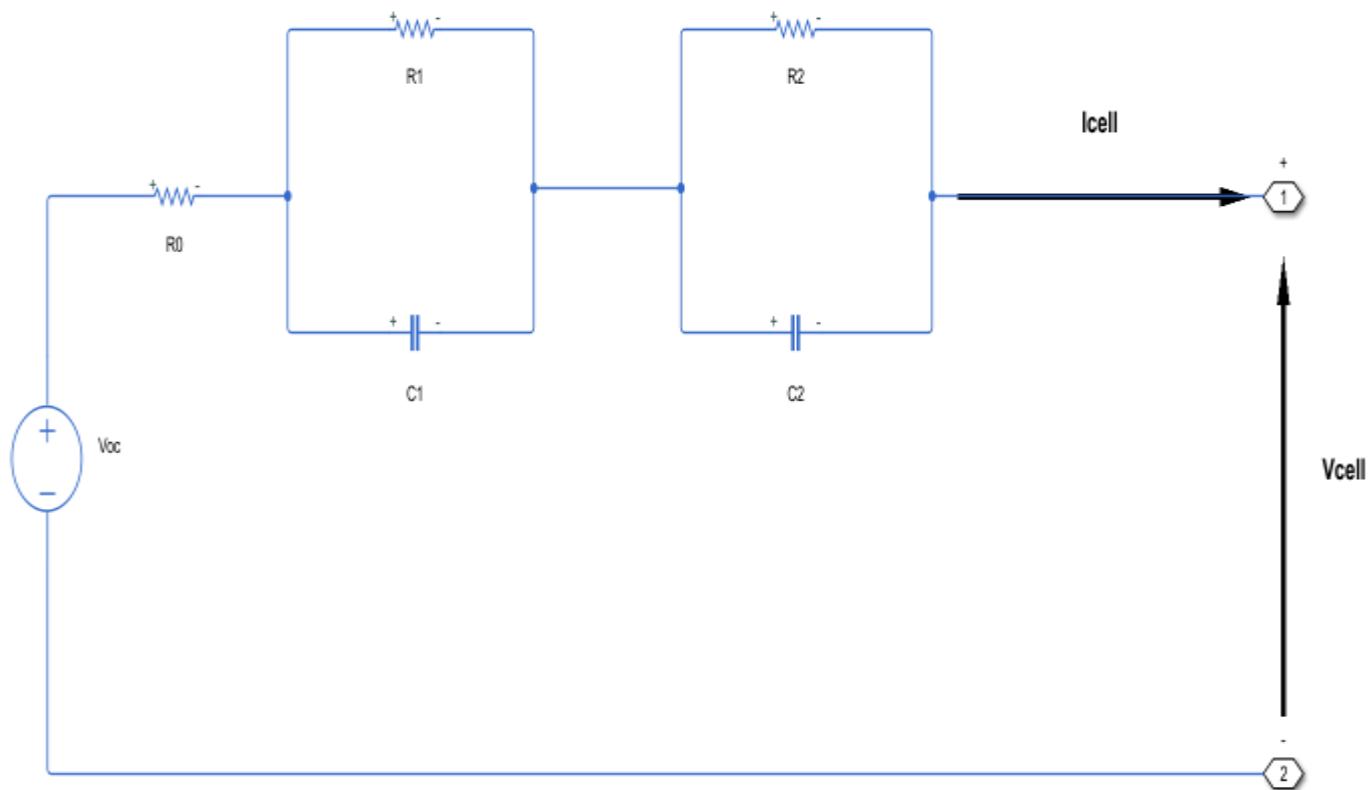 + -
R1
+ -
R2
Icell
+
1
+ -
R0
+ -
C1
+ -
C2
+
−
Voc
Vcell
-
2